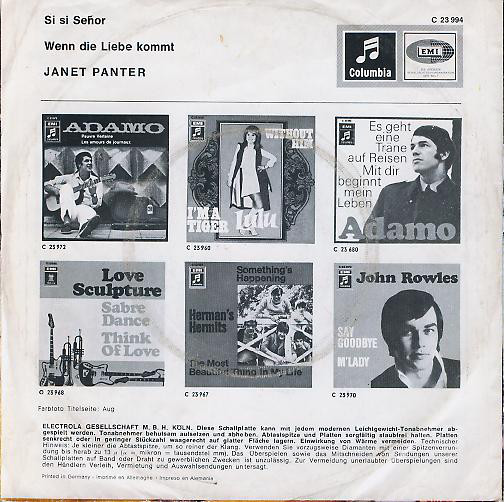 Si si Señor
C 23 994
Wenn die Liebe kommt
JANET PANTER
Columbia
EMI
ADAMO
Pauvre Verlaine
Les amours de journaux
C 23 972
WITHOUT HIM
I'M A TIGER
lulu
C 23 960
Es geht
eine
Träne
auf Reisen
Mit dir
beginnt
mein
Leben
Adamo
C 23 680
Love
Sculpture
Sabre
Dance
Think
Of Love
C 23 968
Something's
Happening
Herman's
Hermits
The Most
Beautiful Thing In My Life
C 23 967
John Rowles
SAY
GOODBYE
M'LADY
C 23 970
Farbfoto Titelseite: Aug
ELECTROLA GESELLSCHAFT M. B. H. KÖLN. Diese Schallplatte kann mit jedem modernen Leichtgewicht-Tonabnehmer ab-
gespielt werden. Tonabnehmer behutsam aufsetzen und abheben. Abtastspitze und Platten sorgfältig staubfrei halten. Platten
senkrecht oder in geringer Stückzahl waagerecht auf glatter Fläche lagern. Einwirkung von Wärme vermeiden. Technischer
Hinweis: Je kleiner die Abtastspitze, um so reiner der Klang. Verwenden Sie vorzugsweise Diamanten mit einer Spitzenverrun-
dung bis herab zu 13 µ (µ = mikron = tausendstel mm). Das Überspielen sowie das Mitschneiden von Sendungen unserer
Schallplatten auf Band oder Draht zu gewerblichen Zwecken ist unzulässig. Zur Vermeidung unerlaubter Überspielungen sind
den Händlern Verleih, Vermietung und Auswahlsendungen untersagt.
Printed in Germany - Imprimé en Allemagne - Impreso en Alemania